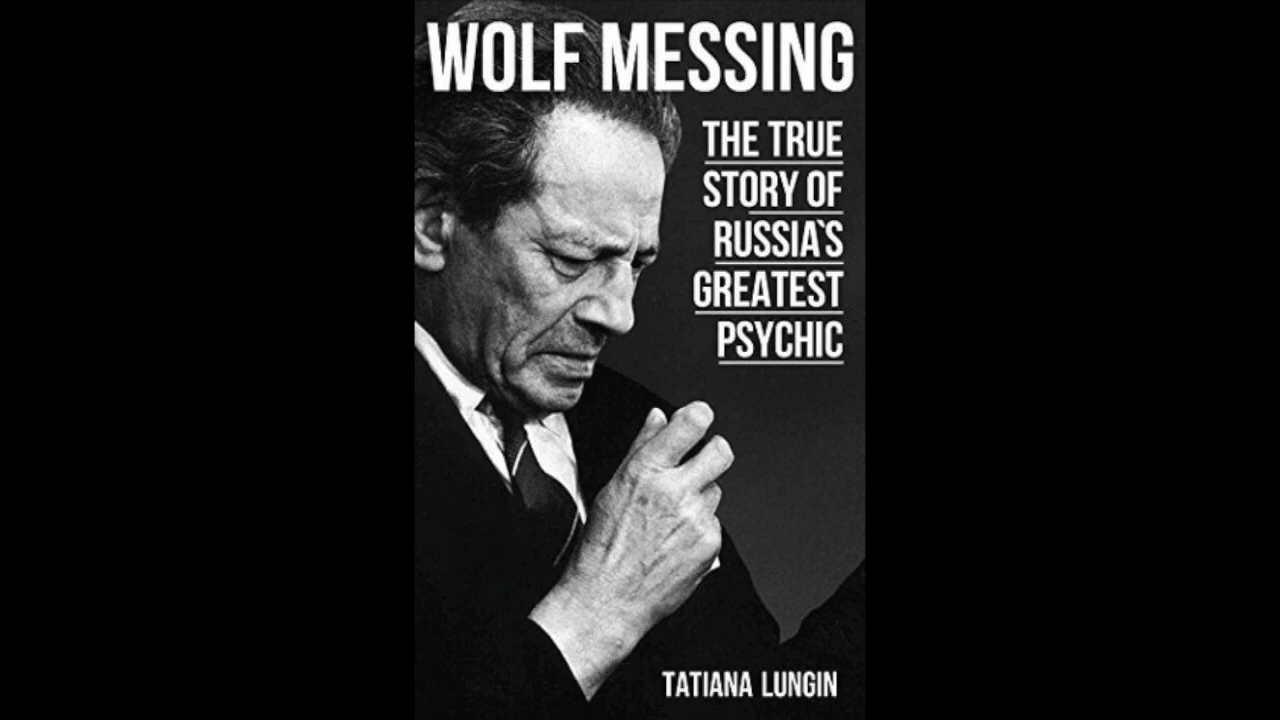 WOLF MESSING
THE TRUE
STORY OF
RUSSIA`S
GREATEST
PSYCHIC
TATIANA LUNGIN